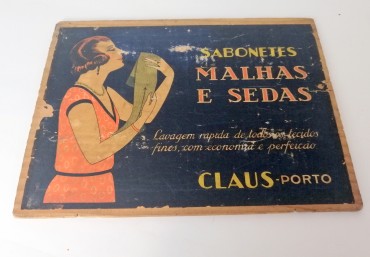 SABONETES
MALHAS
E SEDAS
Lavagem rapida de todos os tecidos
finos, com economia e perfeição
CLAUS-PORTO